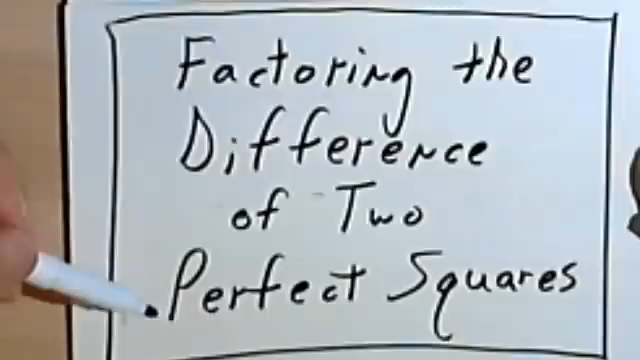 Factoring the
Difference
of Two
Perfect Squares